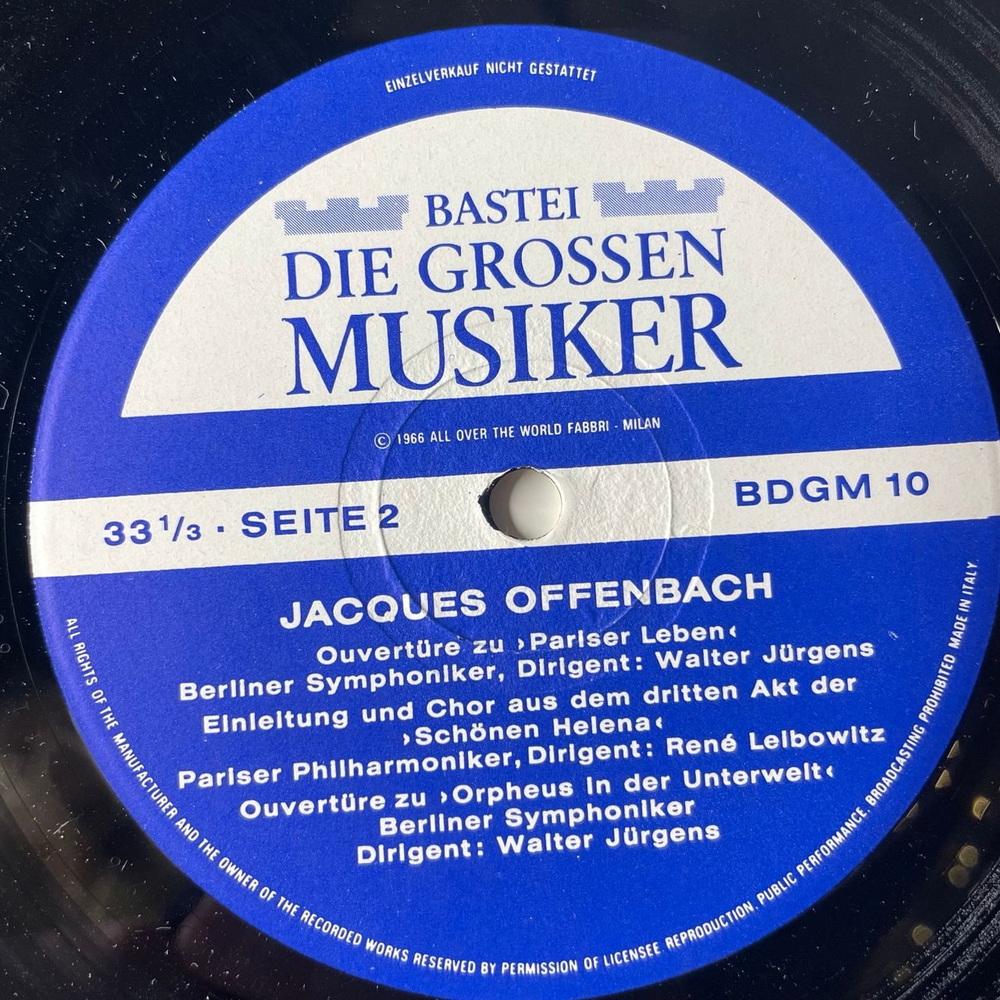 EINZELVERKAUF NICHT GESTATTET
BASTEI
DIE GROSSEN
MUSIKER
© 1966 ALL OVER THE WORLD FABBRI - MILAN
33 1/3 · SEITE 2
BDGM 10
JACQUES OFFENBACH
Ouvertüre zu ›Pariser Leben‹
Berliner Symphoniker, Dirigent: Walter Jürgens
Einleitung und Chor aus dem dritten Akt der
›Schönen Helena‹
Pariser Philharmoniker, Dirigent: René Leibowitz
Ouvertüre zu ›Orpheus in der Unterwelt‹
Berliner Symphoniker
Dirigent: Walter Jürgens
ALL RIGHTS OF THE MANUFACTURER AND THE OWNER OF THE RECORDED WORKS RESERVED BY PERMISSION OF LICENSEE REPRODUCTION. PUBLIC PERFORMANCE. BROADCASTING PROHIBITED MADE IN ITALY.